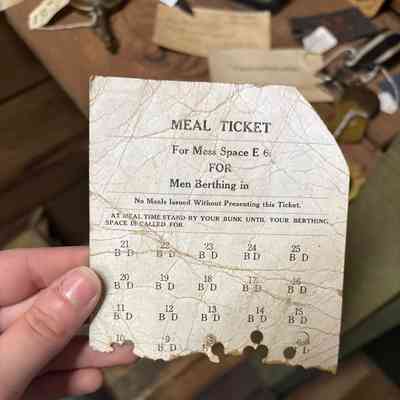 MEAL TICKET
For Mess Space E 6:
FOR
Men Berthing in
No Meals Issued Without Presenting this Ticket.
AT MEAL TIME STAND BY YOUR BUNK UNTIL YOUR BERTHING
SPACE IS CALLED FOR
21 22 23 24 25
B D B D B D B D B D
20 19 18 17 16
B D B D B D B D B D
11 12 13 14 15
B D B D B D B D B D
10 9 8